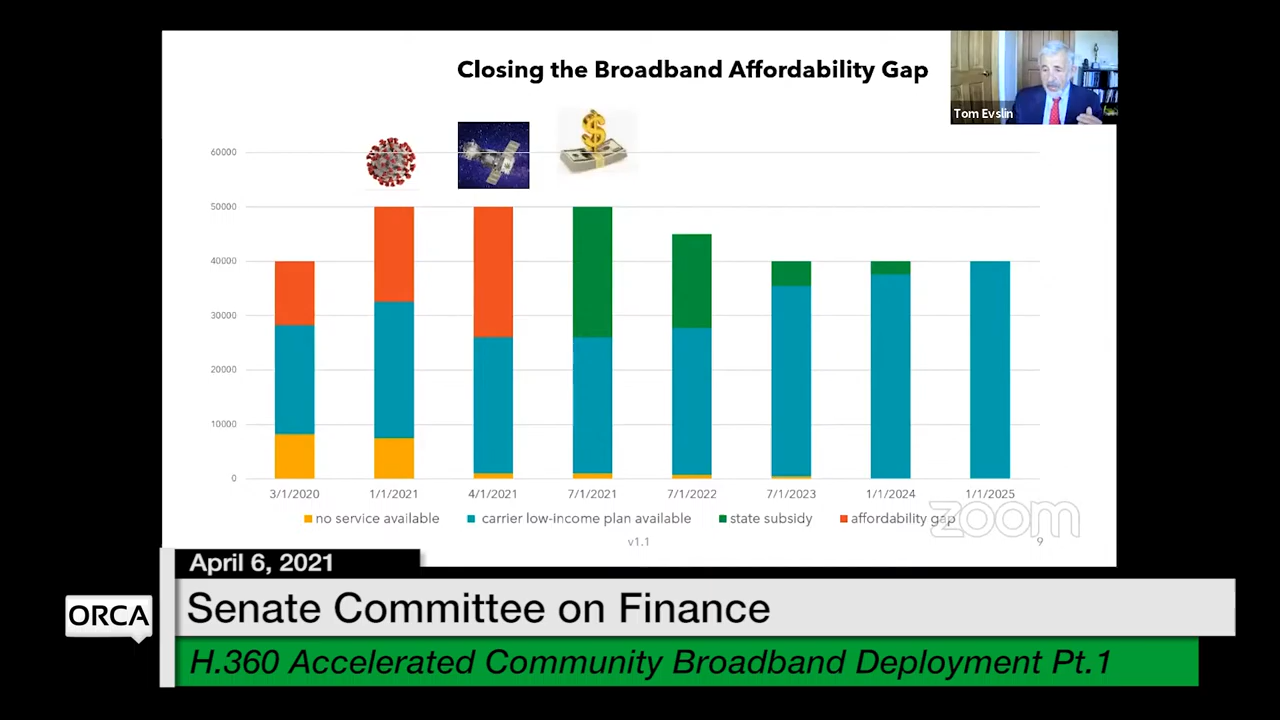 Closing the Broadband Affordability Gap
Tom Evslin
$
60000
50000
40000
30000
20000
10000
0
3/1/2020 1/1/2021 4/1/2021 7/1/2021 7/1/2022 7/1/2023 1/1/2024 1/1/2025
no service available carrier low-income plan available state subsidy affordability gap
zoom
v1.1 9
April 6, 2021
ORCA
Senate Committee on Finance
H.360 Accelerated Community Broadband Deployment Pt.1